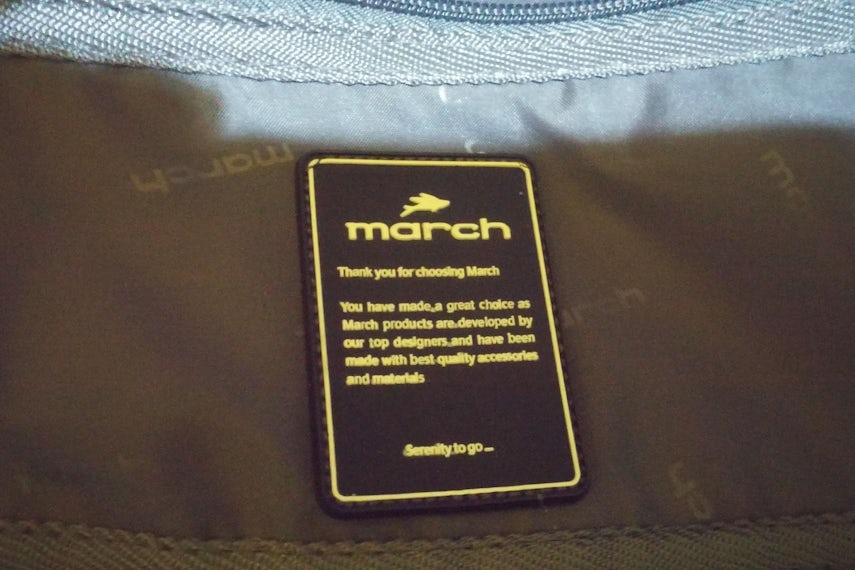 march
march
Thank you for choosing March
You have made a great choice as
March products are developed by
our top designers and have been
made with best quality accessories
and materials
Serenity to go ...